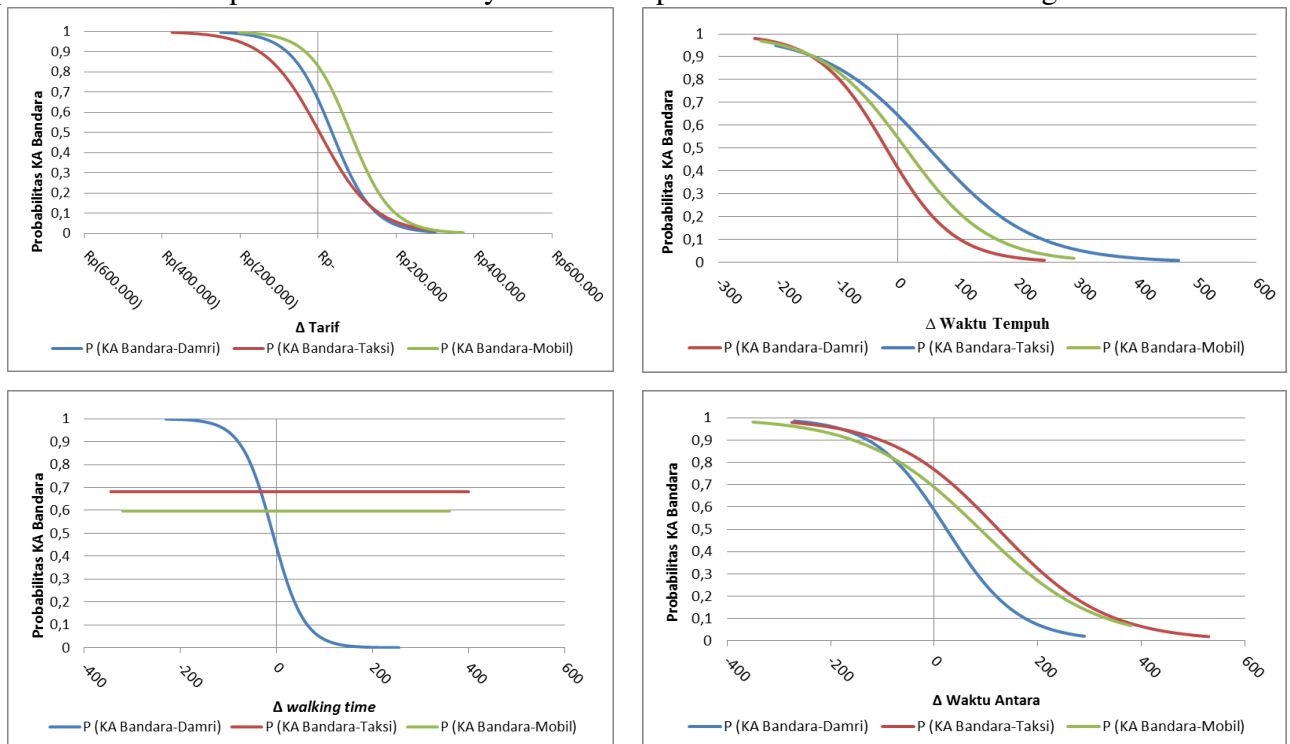 1
0,9
0,8
0,7
0,6
0,5
0,4
0,3
0,2
0,1
0
Probabilitas KA Bandara
Rp(600.000)
Rp(400.000)
Rp(200.000)
Rp-
Rp200.000
Rp400.000
Rp600.000
Δ Tarif
P (KA Bandara-Damri)
P (KA Bandara-Taksi)
P (KA Bandara-Mobil)
1
0,9
0,8
0,7
0,6
0,5
0,4
0,3
0,2
0,1
0
Probabilitas KA Bandara
-300
-200
-100
0
100
200
300
400
500
600
Δ Waktu Tempuh
P (KA Bandara-Damri)
P (KA Bandara-Taksi)
P (KA Bandara-Mobil)
1
0,9
0,8
0,7
0,6
0,5
0,4
0,3
0,2
0,1
0
Probabilitas KA Bandara
-400
-200
0
200
400
600
Δ walking time
P (KA Bandara-Damri)
P (KA Bandara-Taksi)
P (KA Bandara-Mobil)
1
0,9
0,8
0,7
0,6
0,5
0,4
0,3
0,2
0,1
0
Probabilitas KA Bandara
-400
-200
0
200
400
600
Δ Waktu Antara
P (KA Bandara-Damri)
P (KA Bandara-Taksi)
P (KA Bandara-Mobil)